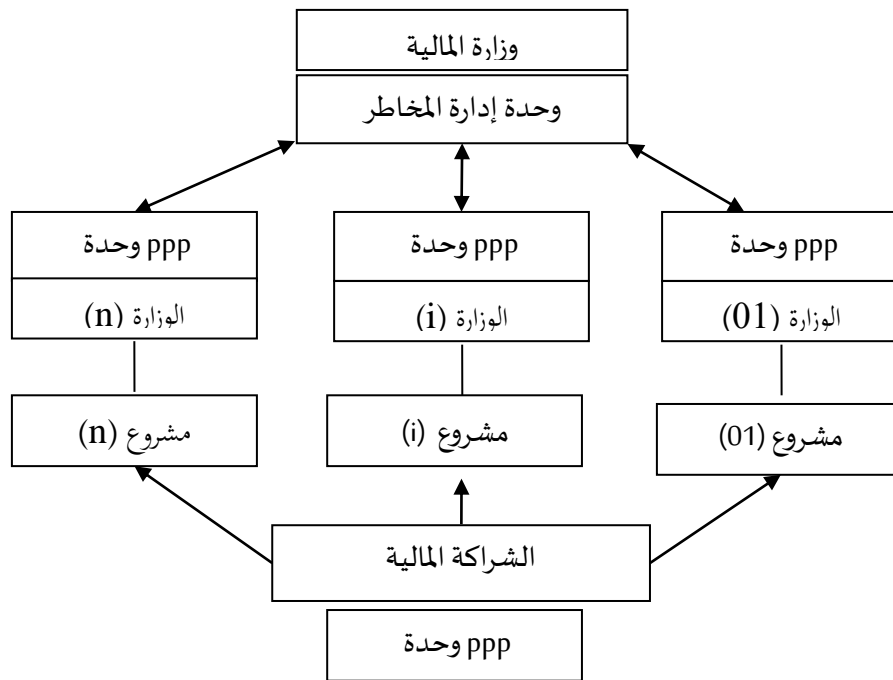 وزارة المالية
وحدة إدارة المخاطر
وحدة ppp
الوزارة (01)
وحدة ppp
الوزارة (i)
وحدة ppp
الوزارة (n)
مشروع (01)
مشروع (i)
مشروع (n)
الشراكة المالية
وحدة ppp